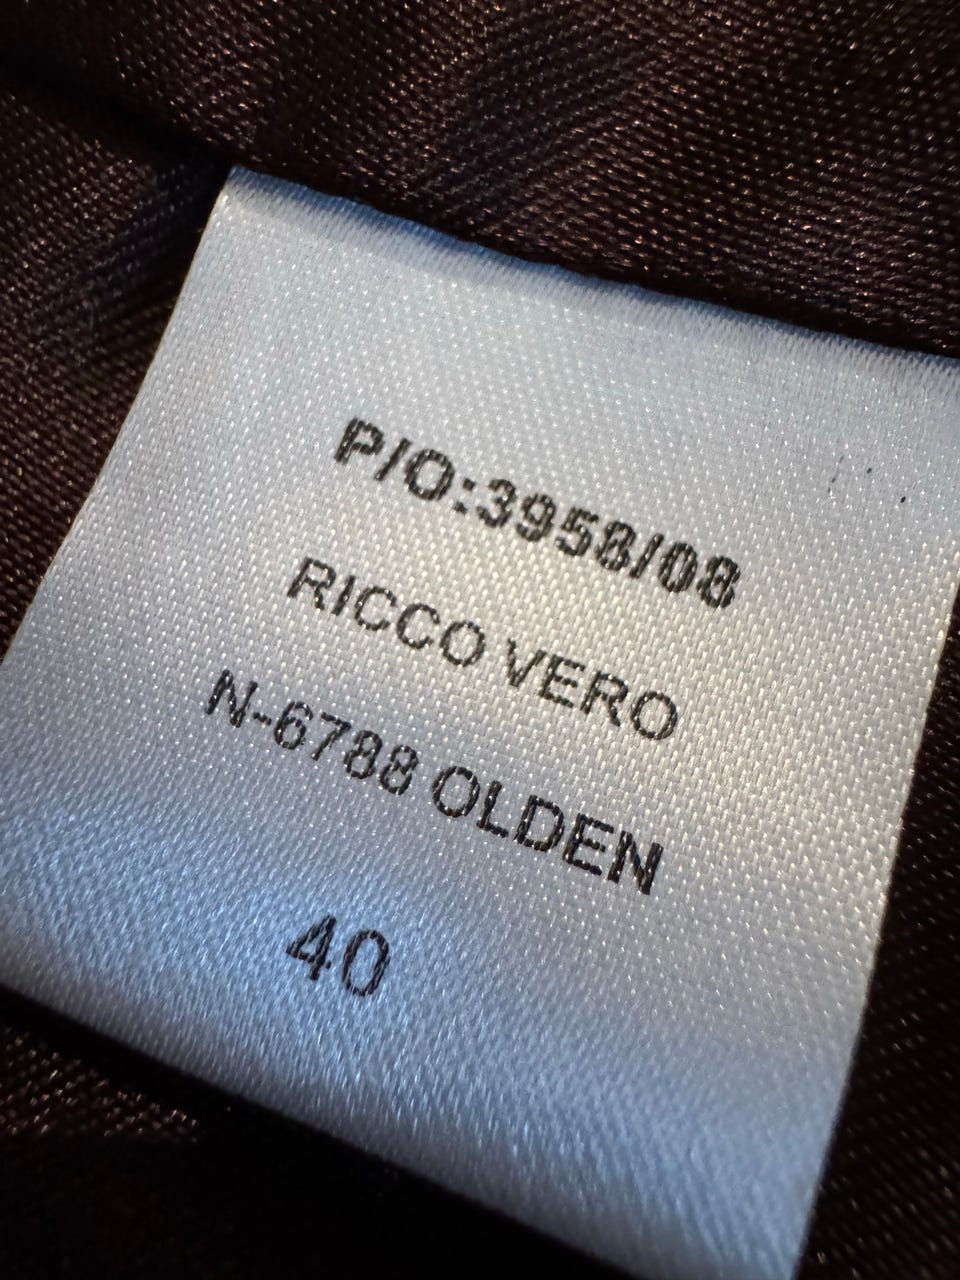 P/O:3958/08
RICCO VERO
N-6788 OLDEN
40